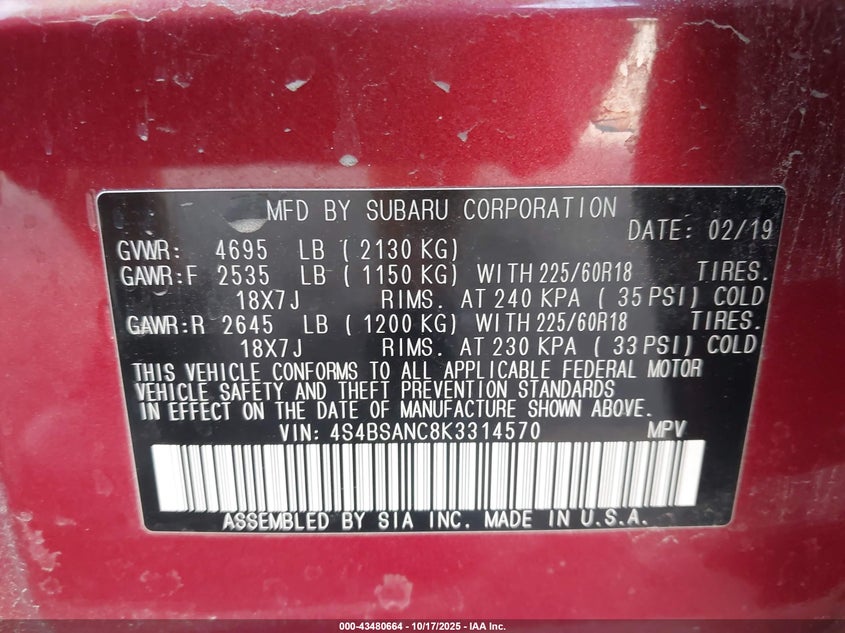 MFD BY SUBARU CORPORATION
DATE: 02/19
GVWR: 4695 LB ( 2130 KG)
GAWR:F 2535 LB ( 1150 KG) WITH 225/60R18 TIRES.
18X7J RIMS. AT 240 KPA ( 35 PSI) COLD
GAWR:R 2645 LB ( 1200 KG) WITH 225/60R18 TIRES.
18X7J RIMS. AT 230 KPA ( 33 PSI) COLD
THIS VEHICLE CONFORMS TO ALL APPLICABLE FEDERAL MOTOR
VEHICLE SAFETY AND THEFT PREVENTION STANDARDS
IN EFFECT ON THE DATE OF MANUFACTURE SHOWN ABOVE.
VIN: 4S4BSANC8K3314570 MPV
ASSEMBLED BY SIA INC. MADE IN U.S.A.
000-43480664 - 10/17/2025 - IAA Inc.